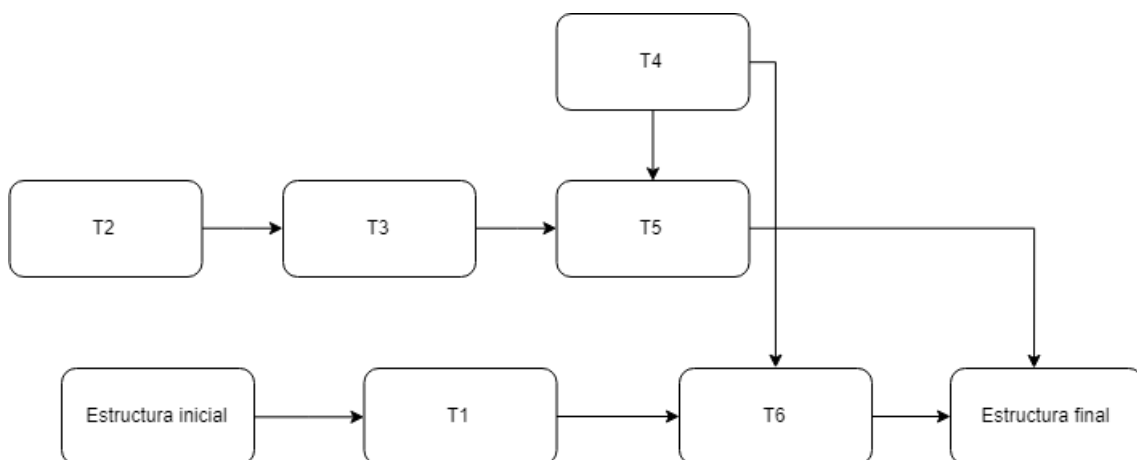 T4
T2
T3
T5
Estructura inicial
T1
T6
Estructura final